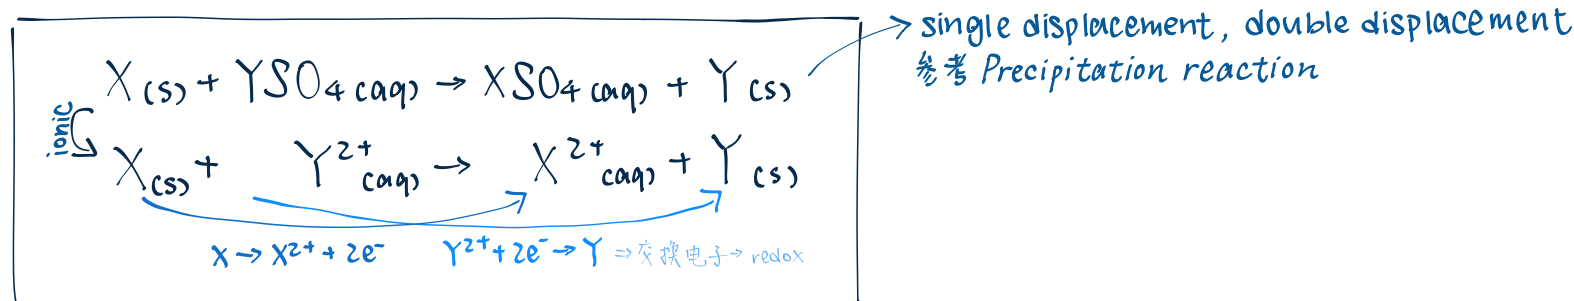 single displacement, double displacement
参考 Precipitation reaction
X(s) + YSO4(aq) → XSO4(aq) + Y(s)
ionic
X(s) + Y²⁺(aq) → X²⁺(aq) + Y(s)
X → X²⁺ + 2e⁻ Y²⁺ + 2e⁻ → Y ⇒ 交换电子 → redox